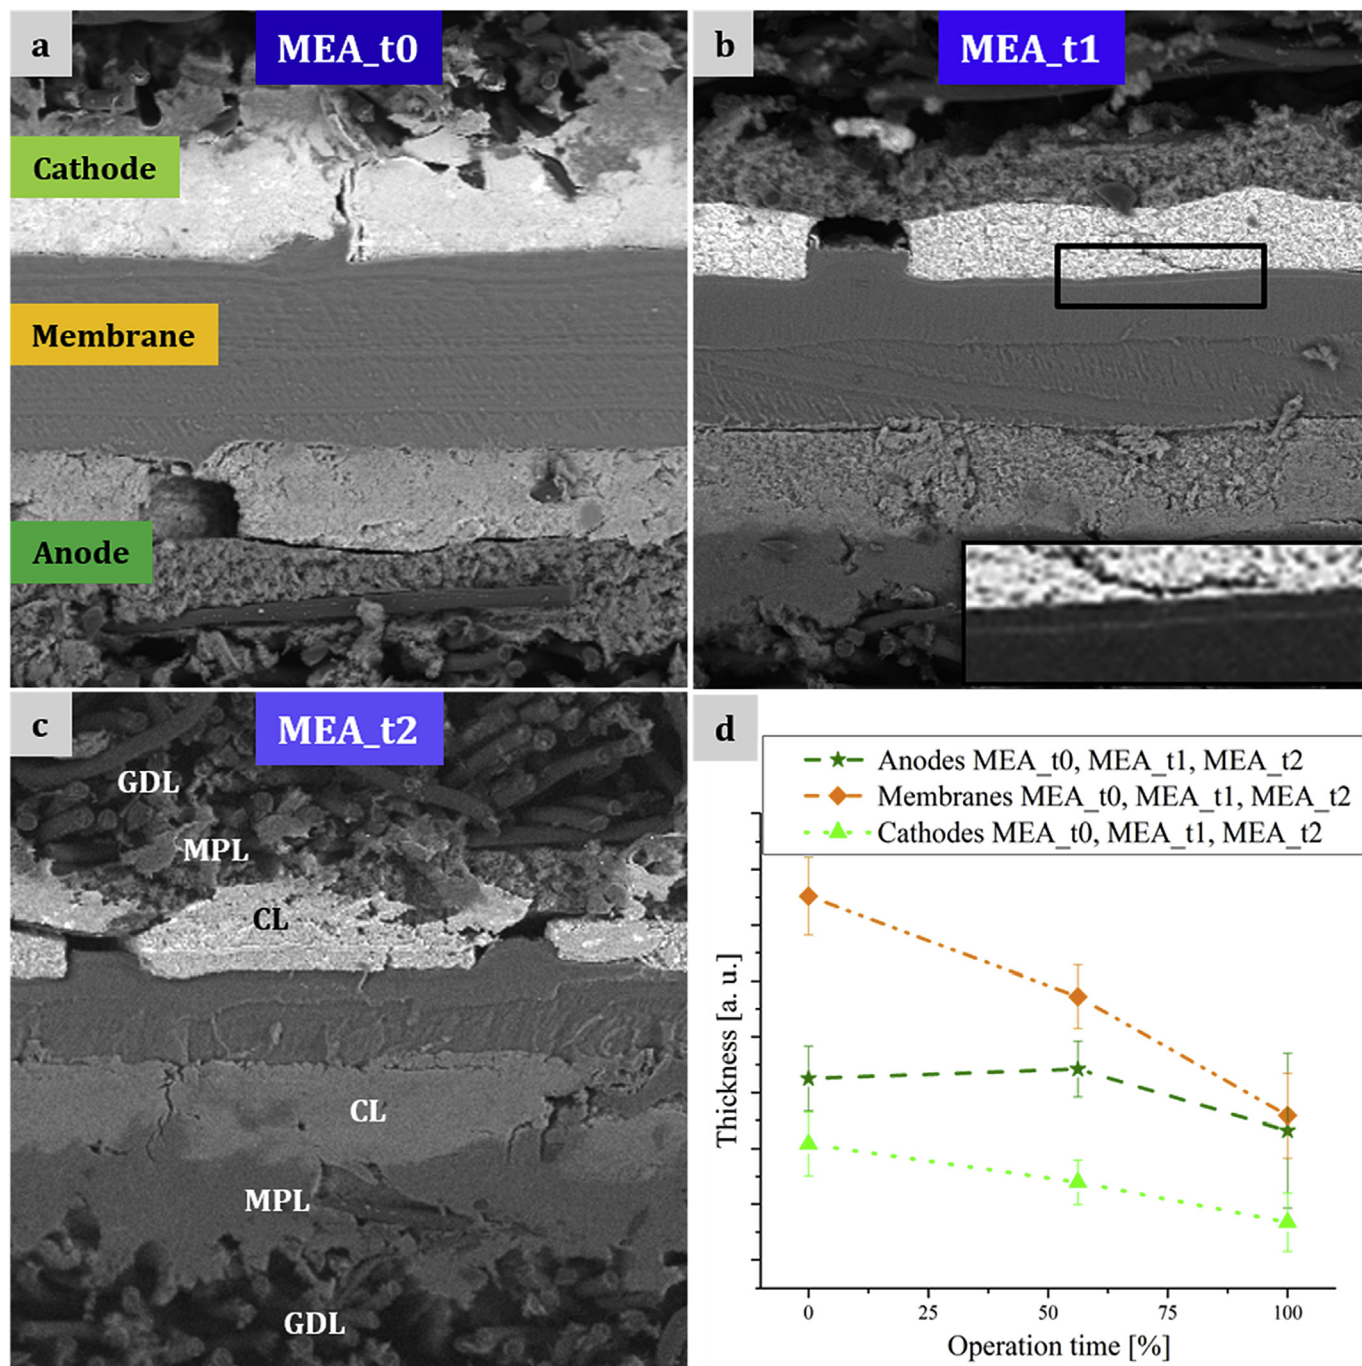 a
MEA_t0
Cathode
Membrane
Anode
b
MEA_t1
c
MEA_t2
GDL
MPL
CL
CL
MPL
GDL
d
Anodes MEA_t0, MEA_t1, MEA_t2
Membranes MEA_t0, MEA_t1, MEA_t2
Cathodes MEA_t0, MEA_t1, MEA_t2
Thickness [a. u.]
0 25 50 75 100
Operation time [%]